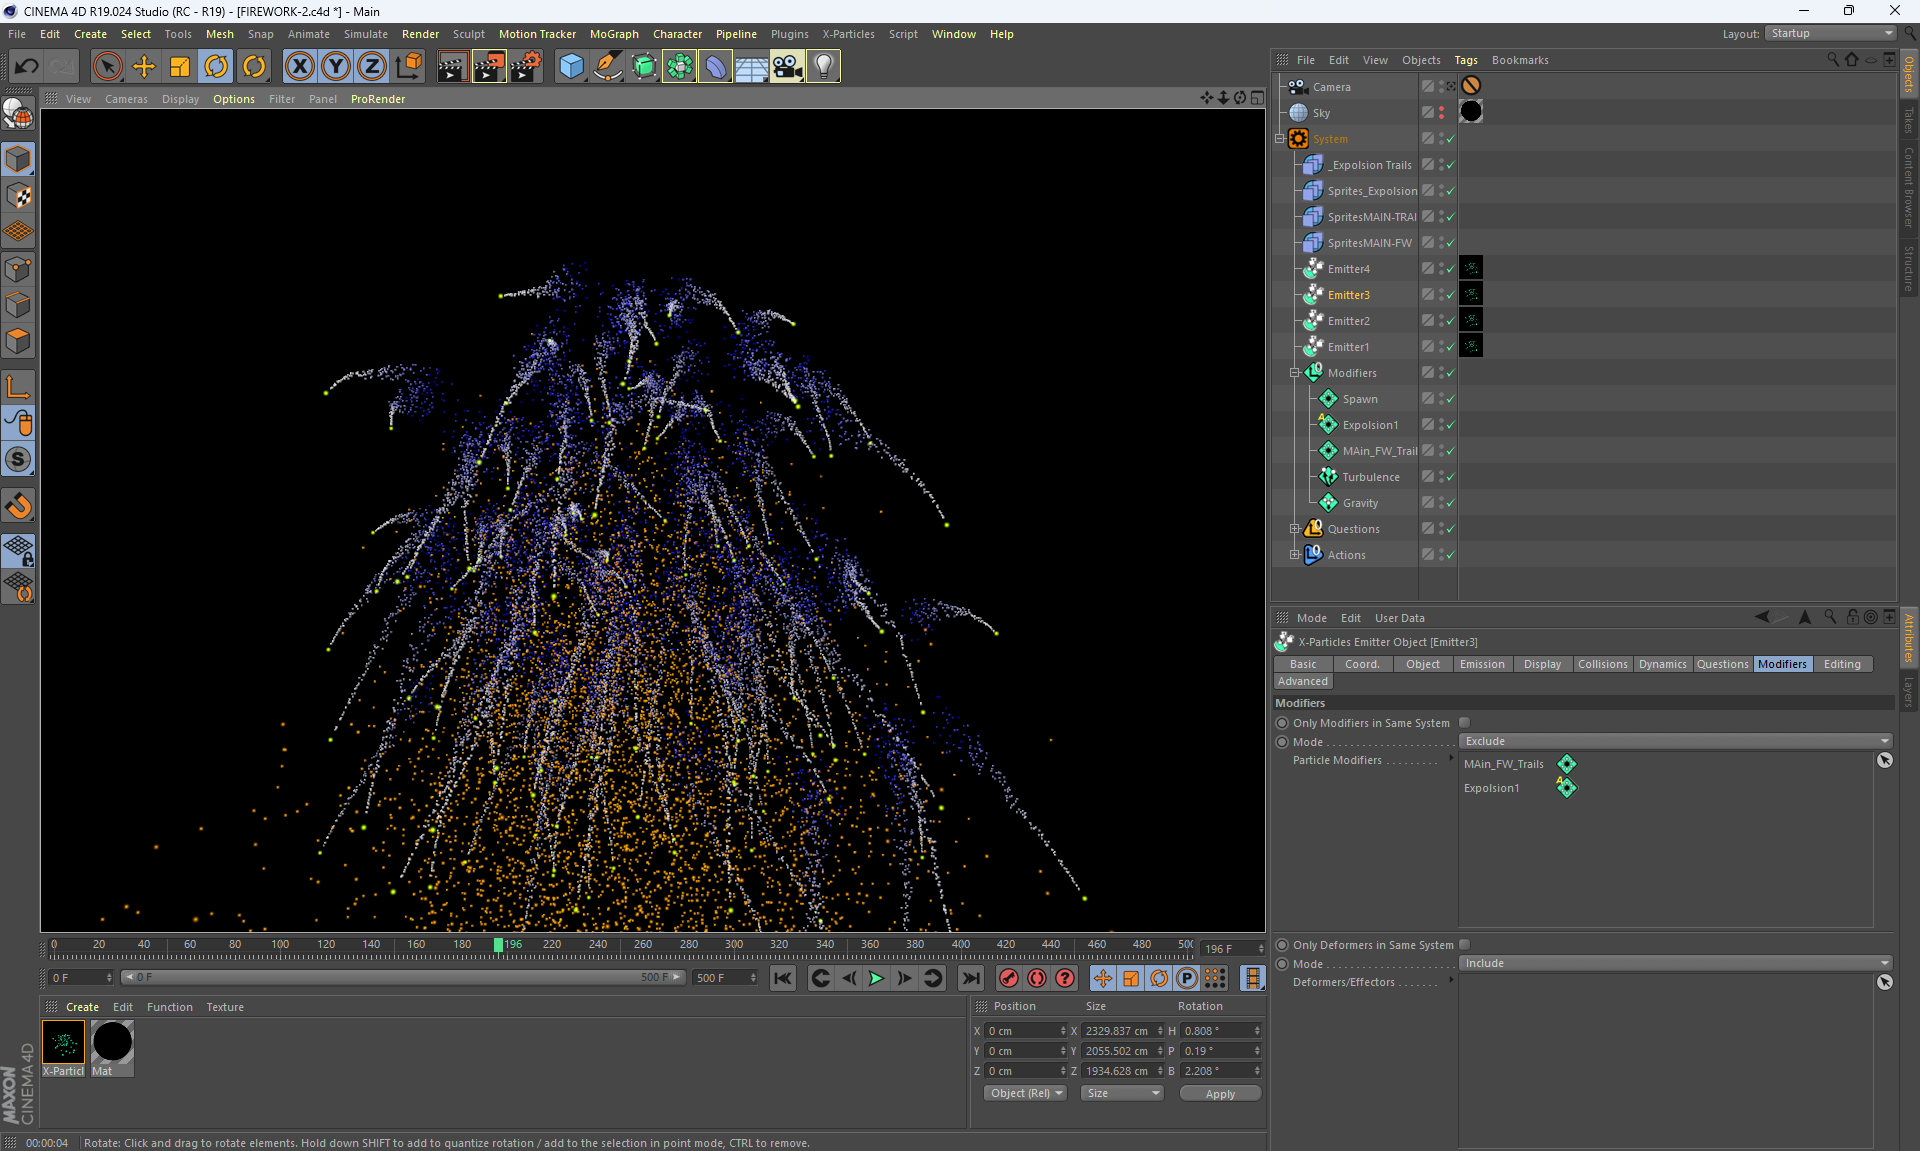 CINEMA 4D R19.024 Studio (RC - R19) - [FIREWORK-2.c4d *] - Main
File Edit Create Select Tools Mesh Snap Animate Simulate Render Sculpt Motion Tracker MoGraph Character Pipeline Plugins X-Particles Script Window Help
Layout: Startup
View Cameras Display Options Filter Panel ProRender
File Edit View Objects Tags Bookmarks
Camera
Sky
System
_Expolsion Trails
Sprites_Expolsion
SpritesMAIN-TRAI
SpritesMAIN-FW
Emitter4
Emitter3
Emitter2
Emitter1
Modifiers
Spawn
Expolsion1
MAin_FW_Trail
Turbulence
Gravity
Questions
Actions
Objects
Takes
Content Browser
Structure
Mode Edit User Data
X-Particles Emitter Object [Emitter3]
Basic Coord. Object Emission Display Collisions Dynamics Questions Modifiers Editing
Advanced
Modifiers
Only Modifiers in Same System
Mode Exclude
Particle Modifiers MAin_FW_Trails
Expolsion1
Only Deformers in Same System
Mode Include
Deformers/Effectors
Attributes
Layers
0 20 40 60 80 100 120 140 160 180 196 220 240 260 280 300 320 340 360 380 400 420 440 460 480 500
196 F
0 F 0 F 500 F 500 F
Create Edit Function Texture
X-Particl Mat
Position Size Rotation
X 0 cm X 2329.837 cm H 0.808 °
Y 0 cm Y 2055.502 cm P 0.19 °
Z 0 cm Z 1934.628 cm B 2.208 °
Object (Rel) Size Apply
MAXON
CINEMA 4D
00:00:04 Rotate: Click and drag to rotate elements. Hold down SHIFT to add to quantize rotation / add to the selection in point mode, CTRL to remove.